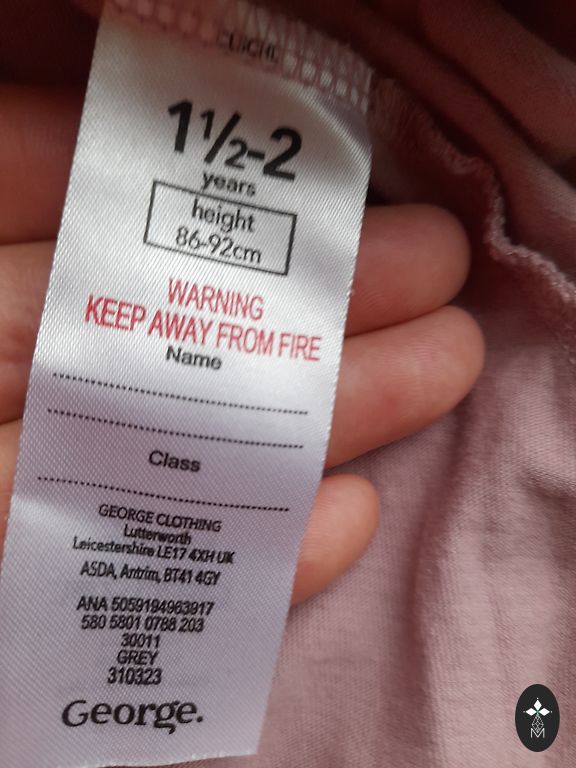 1½-2
years
height
86-92cm
WARNING
KEEP AWAY FROM FIRE
Name
Class
GEORGE CLOTHING
Lutterworth
Leicestershire LE17 4XH UK
ASDA, Antrim, BT41 4GY
ANA 5059194963917
580 5801 0788 203
30011
GREY
310323
George.
M